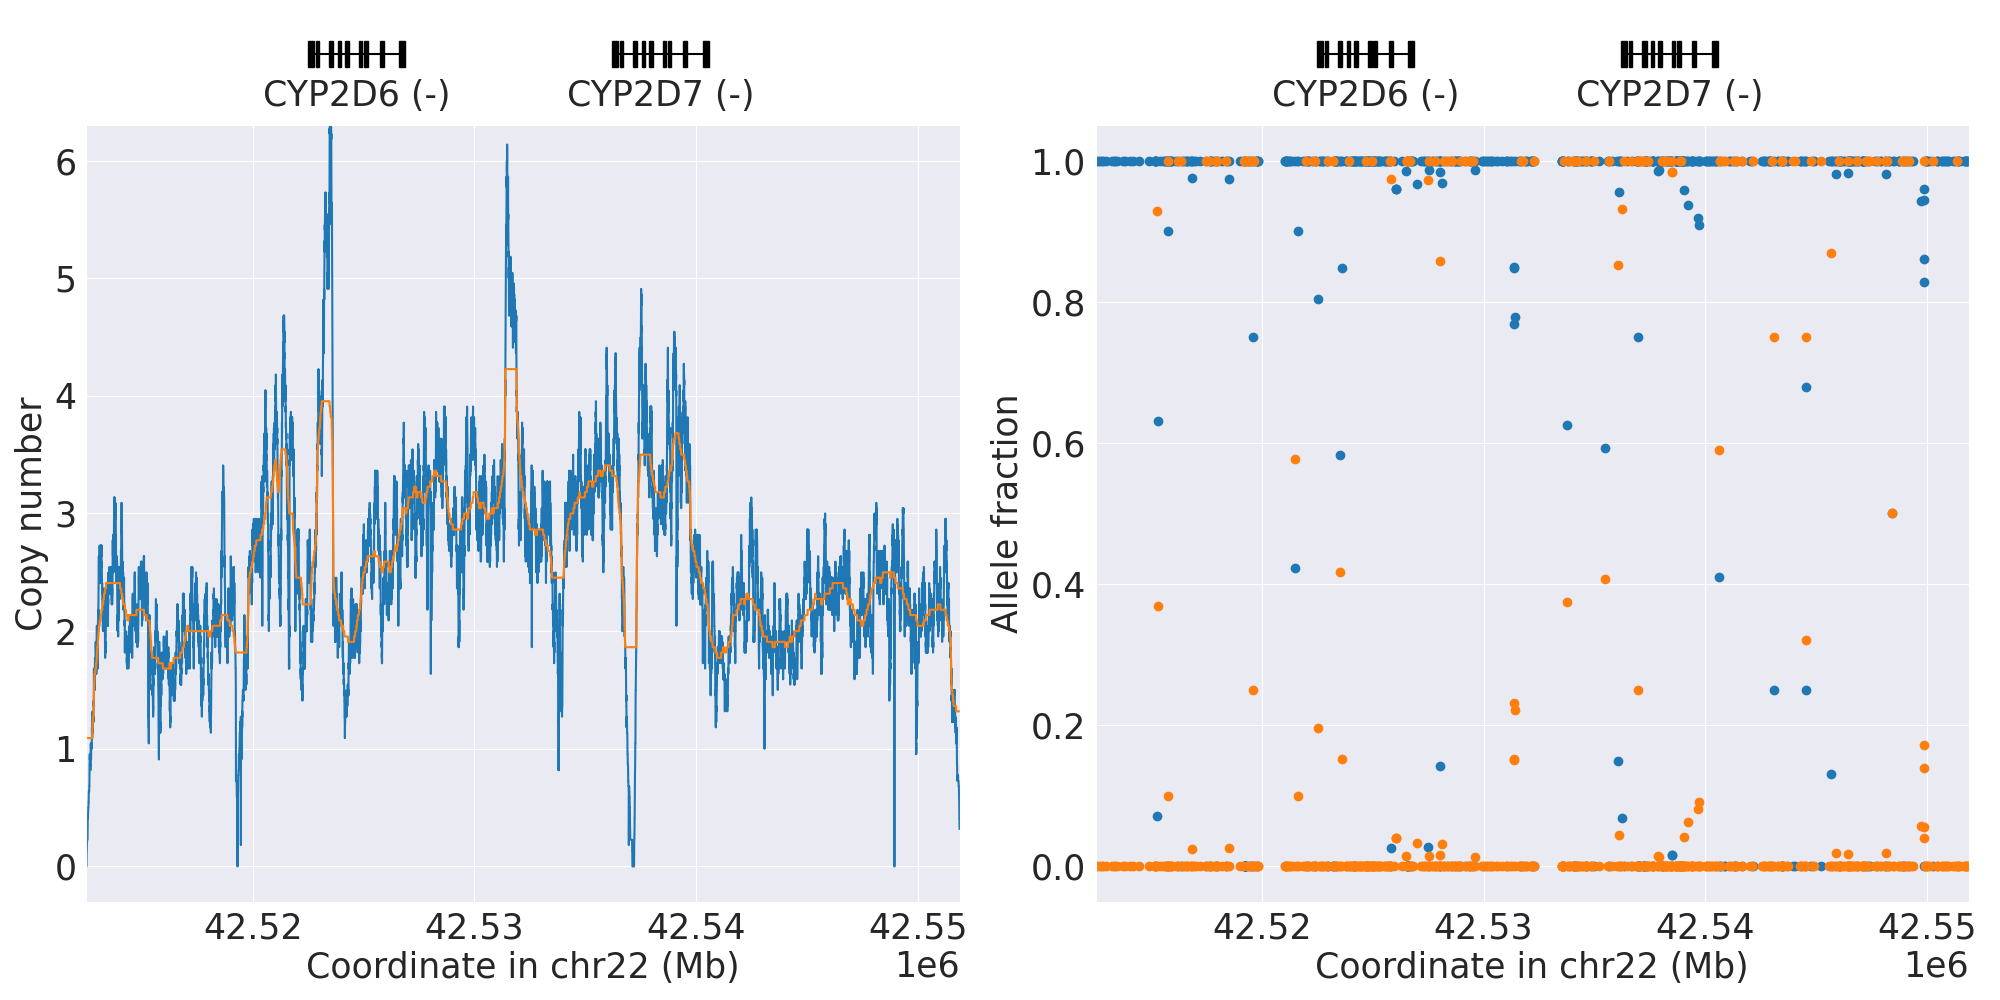 CYP2D6 (-) CYP2D7 (-)
6
5
4
3
2
1
0
Copy number
42.52 42.53 42.54 42.55
Coordinate in chr22 (Mb) 1e6
CYP2D6 (-) CYP2D7 (-)
1.0
0.8
0.6
0.4
0.2
0.0
Allele fraction
42.52 42.53 42.54 42.55
Coordinate in chr22 (Mb) 1e6